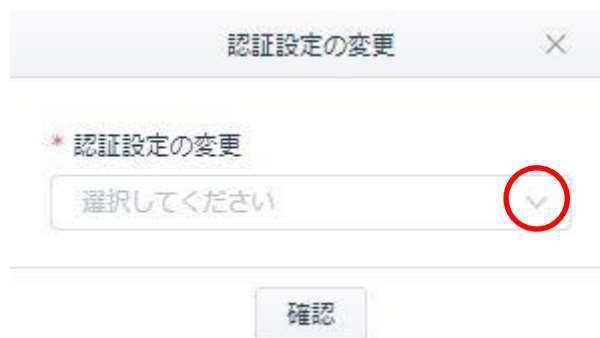 認証設定の変更
* 認証設定の変更
選択してください
確認